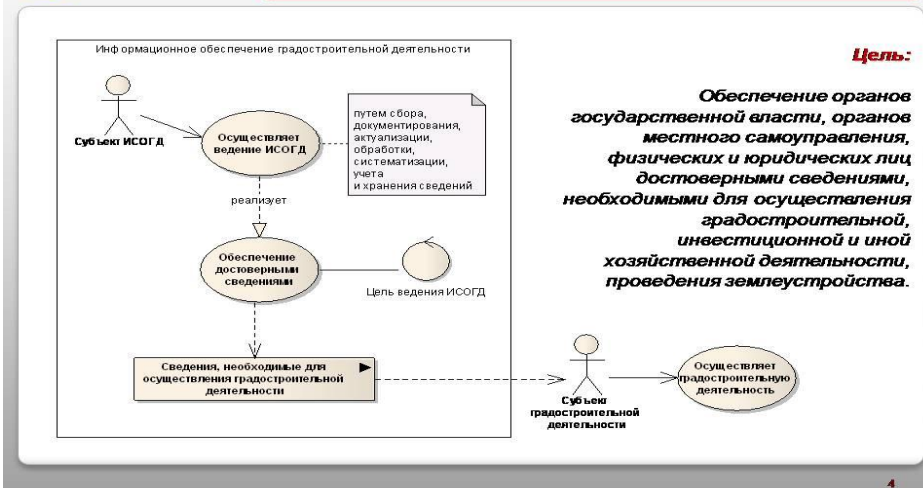 Информационное обеспечение градостроительной деятельности
Субъект ИСОГД
Осуществляет
ведение ИСОГД
путем сбора,
документирования,
актуализации,
обработки,
систематизации,
учета
и хранения сведений
реализует
Обеспечение
достоверными
сведениями
Цель ведения ИСОГД
Сведения, необходимые для
осуществления градостроительной
деятельности
Субъект
градостроительной
деятельности
Осуществляет
градостроительную
деятельность
Цель:
Обеспечение органов
государственной власти, органов
местного самоуправления,
физических и юридических лиц
достоверными сведениями,
необходимыми для осуществления
градостроительной,
инвестиционной и иной
хозяйственной деятельности,
проведения землеустройства.
4